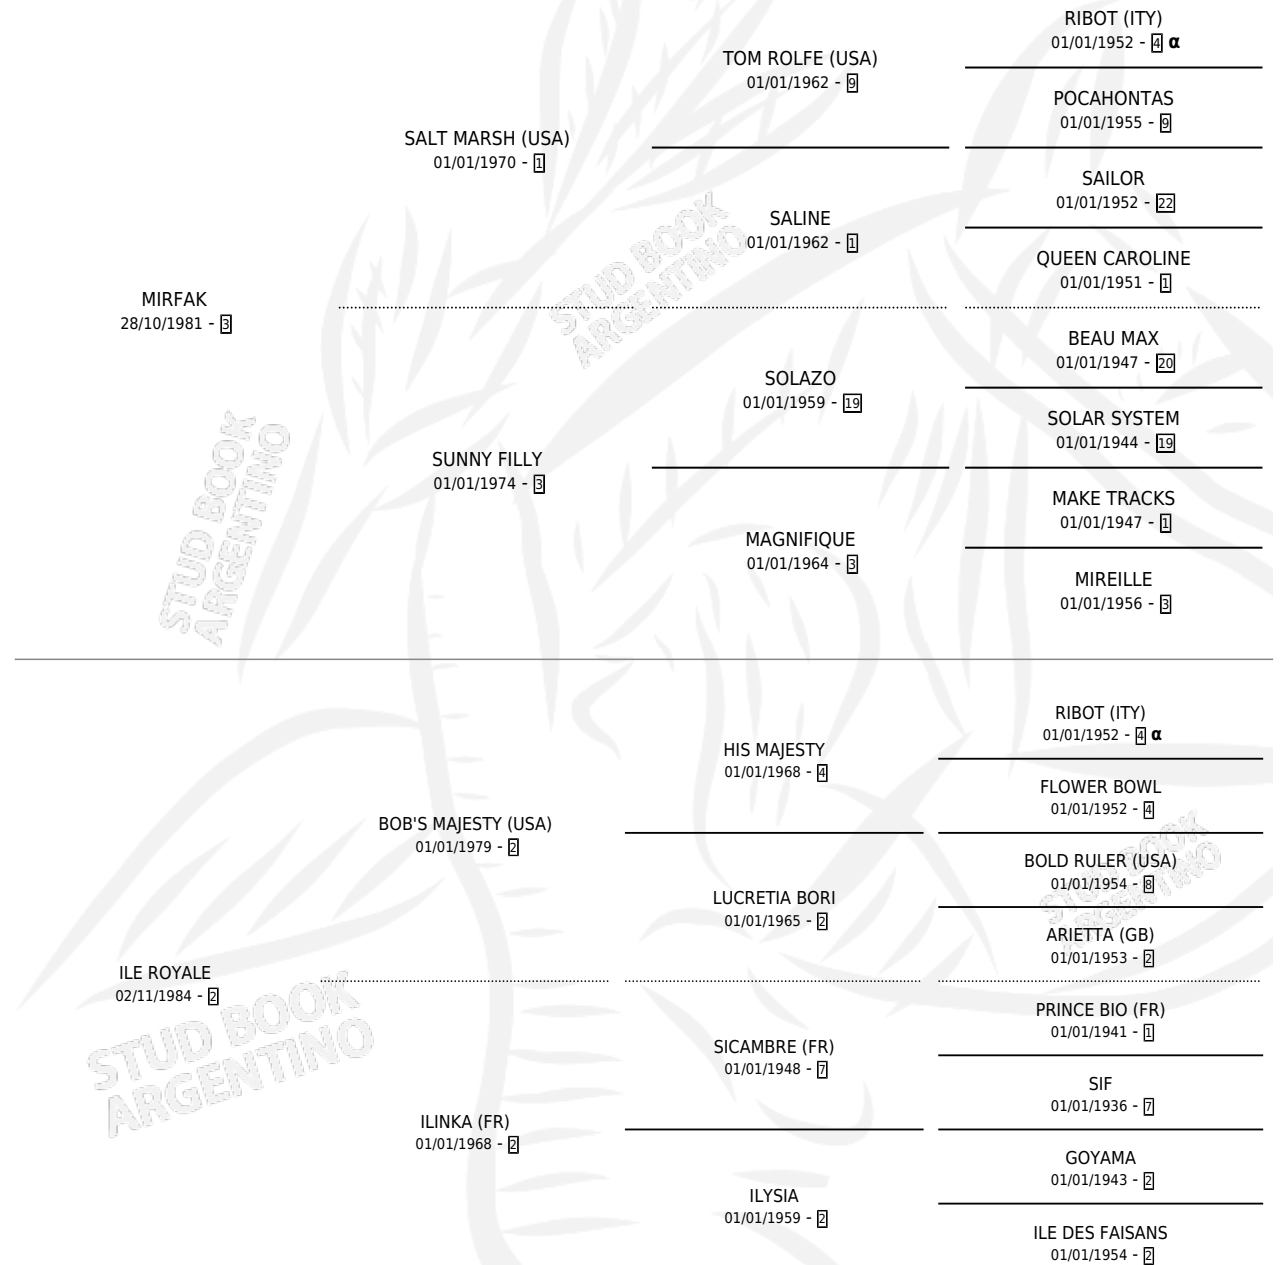 RIBOT (ITY)
01/01/1952 - 4 α
TOM ROLFE (USA)
01/01/1962 - 9
POCAHONTAS
01/01/1955 - 9
SALT MARSH (USA)
01/01/1970 - 1
SAILOR
01/01/1952 - 22
SALINE
01/01/1962 - 1
QUEEN CAROLINE
01/01/1951 - 1
MIRFAK
28/10/1981 - 3
STUD BOOK
ARGENTINO
BEAU MAX
01/01/1947 - 20
SOLAZO
01/01/1959 - 19
SOLAR SYSTEM
01/01/1944 - 19
SUNNY FILLY
01/01/1974 - 3
MAKE TRACKS
01/01/1947 - 1
MAGNIFIQUE
01/01/1964 - 3
MIREILLE
01/01/1956 - 3
STUD BOOK
ARGENTINO
RIBOT (ITY)
01/01/1952 - 4 α
HIS MAJESTY
01/01/1968 - 4
FLOWER BOWL
01/01/1952 - 4
BOB'S MAJESTY (USA)
01/01/1979 - 2
BOLD RULER (USA)
01/01/1954 - 8
STUD BOOK
ARGENTINO
LUCRETIA BORI
01/01/1965 - 2
ARIETTA (GB)
01/01/1953 - 2
ILE ROYALE
02/11/1984 - 2
STUD BOOK
ARGENTINO
PRINCE BIO (FR)
01/01/1941 - 1
SICAMBRE (FR)
01/01/1948 - 7
SIF
01/01/1936 - 7
ILINKA (FR)
01/01/1968 - 2
GOYAMA
01/01/1943 - 2
ILYSIA
01/01/1959 - 2
ILE DES FAISANS
01/01/1954 - 2